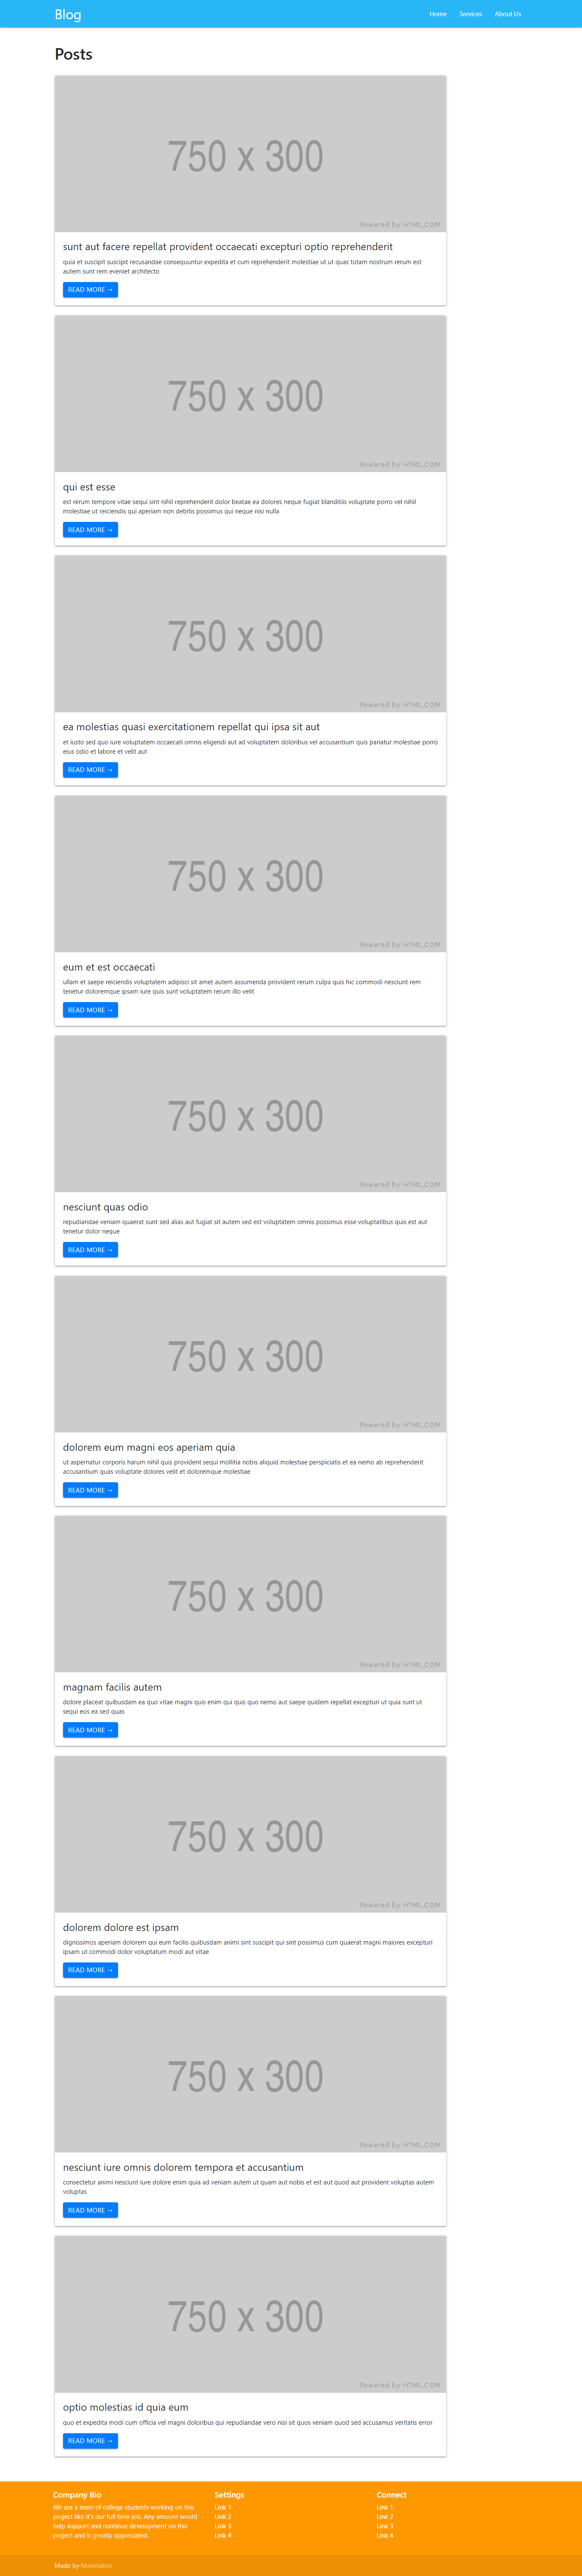 Blog
Home Services About Us
Posts
750 x 300
Powered by HTML.COM
sunt aut facere repellat provident occaecati excepturi optio reprehenderit
quia et suscipit suscipit recusandae consequuntur expedita et cum reprehenderit molestiae ut ut quas totam nostrum rerum est
autem sunt rem eveniet architecto
READ MORE →
750 x 300
Powered by HTML.COM
qui est esse
est rerum tempore vitae sequi sint nihil reprehenderit dolor beatae ea dolores neque fugiat blanditiis voluptate porro vel nihil
molestiae ut reiciendis qui aperiam non debitis possimus qui neque nisi nulla
READ MORE →
750 x 300
Powered by HTML.COM
ea molestias quasi exercitationem repellat qui ipsa sit aut
et iusto sed quo iure voluptatem occaecati omnis eligendi aut ad voluptatem doloribus vel accusantium quis pariatur molestiae porro
eius odio et labore et velit aut
READ MORE →
750 x 300
Powered by HTML.COM
eum et est occaecati
ullam et saepe reiciendis voluptatem adipisci sit amet autem assumenda provident rerum culpa quis hic commodi nesciunt rem
tenetur doloremque ipsam iure quis sunt voluptatem rerum illo velit
READ MORE →
750 x 300
Powered by HTML.COM
nesciunt quas odio
repudiandae veniam quaerat sunt sed alias aut fugiat sit autem sed est voluptatem omnis possimus esse voluptatibus quis est aut
tenetur dolor neque
READ MORE →
750 x 300
Powered by HTML.COM
dolorem eum magni eos aperiam quia
ut aspernatur corporis harum nihil quis provident sequi mollitia nobis aliquid molestiae perspiciatis et ea nemo ab reprehenderit
accusantium quas voluptate dolores velit et doloremque molestiae
READ MORE →
750 x 300
Powered by HTML.COM
magnam facilis autem
dolore placeat quibusdam ea quo vitae magni quis enim qui quis quo nemo aut saepe quidem repellat excepturi ut quia sunt ut
sequi eos ea sed quas
READ MORE →
750 x 300
Powered by HTML.COM
dolorem dolore est ipsam
dignissimos aperiam dolorem qui eum facilis quibusdam animi sint suscipit qui sint possimus cum quaerat magni maiores excepturi
ipsam ut commodi dolor voluptatum modi aut vitae
READ MORE →
750 x 300
Powered by HTML.COM
nesciunt iure omnis dolorem tempora et accusantium
consectetur animi nesciunt iure dolore enim quia ad veniam autem ut quam aut nobis et est aut quod aut provident voluptas autem
voluptas
READ MORE →
750 x 300
Powered by HTML.COM
optio molestias id quia eum
quo et expedita modi cum officia vel magni doloribus qui repudiandae vero nisi sit quos veniam quod sed accusamus veritatis error
READ MORE →
Company Bio
We are a team of college students working on this
project like it's our full time job. Any amount would
help support and continue development on this
project and is greatly appreciated.
Settings
Link 1
Link 2
Link 3
Link 4
Connect
Link 1
Link 2
Link 3
Link 4
Made by Materialize